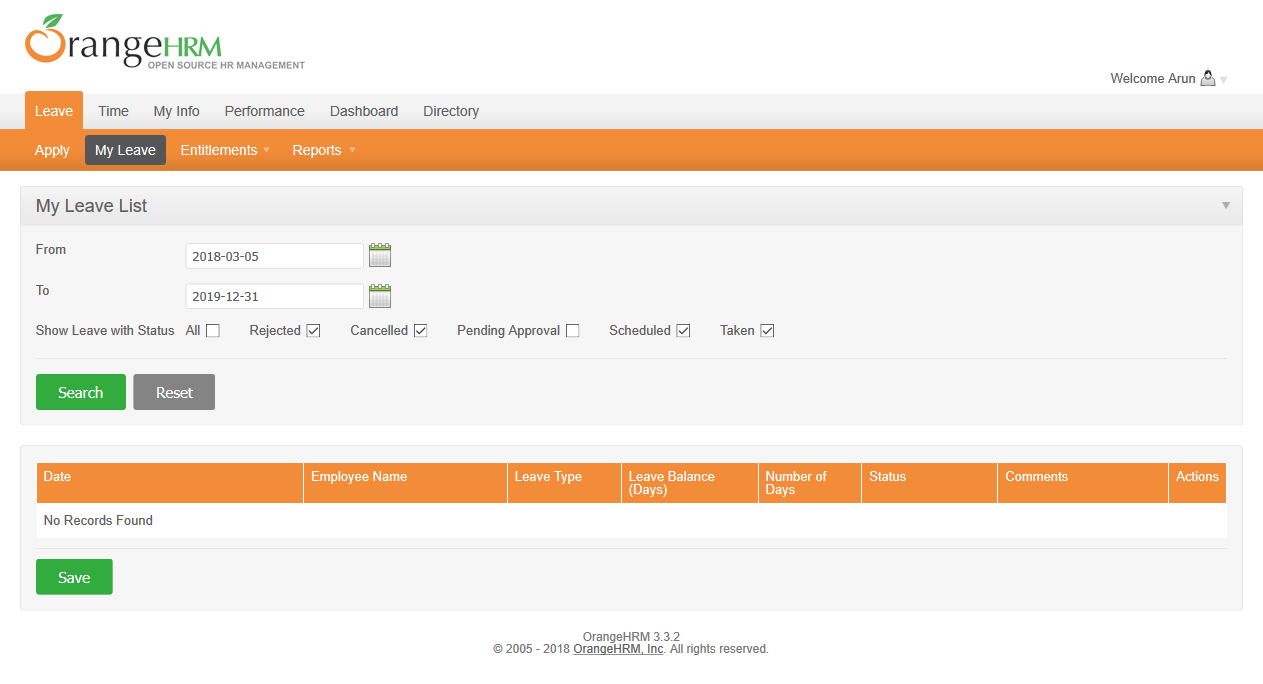 OrangeHRM
OPEN SOURCE HR MANAGEMENT
Welcome Arun
Leave Time My Info Performance Dashboard Directory
Apply My Leave Entitlements Reports
My Leave List
From 2018-03-05
To 2019-12-31
Show Leave with Status All Rejected Cancelled Pending Approval Scheduled Taken
Search Reset
Date Employee Name Leave Type Leave Balance (Days) Number of Days Status Comments Actions
No Records Found
Save
OrangeHRM 3.3.2
© 2005 - 2018 OrangeHRM, Inc. All rights reserved.